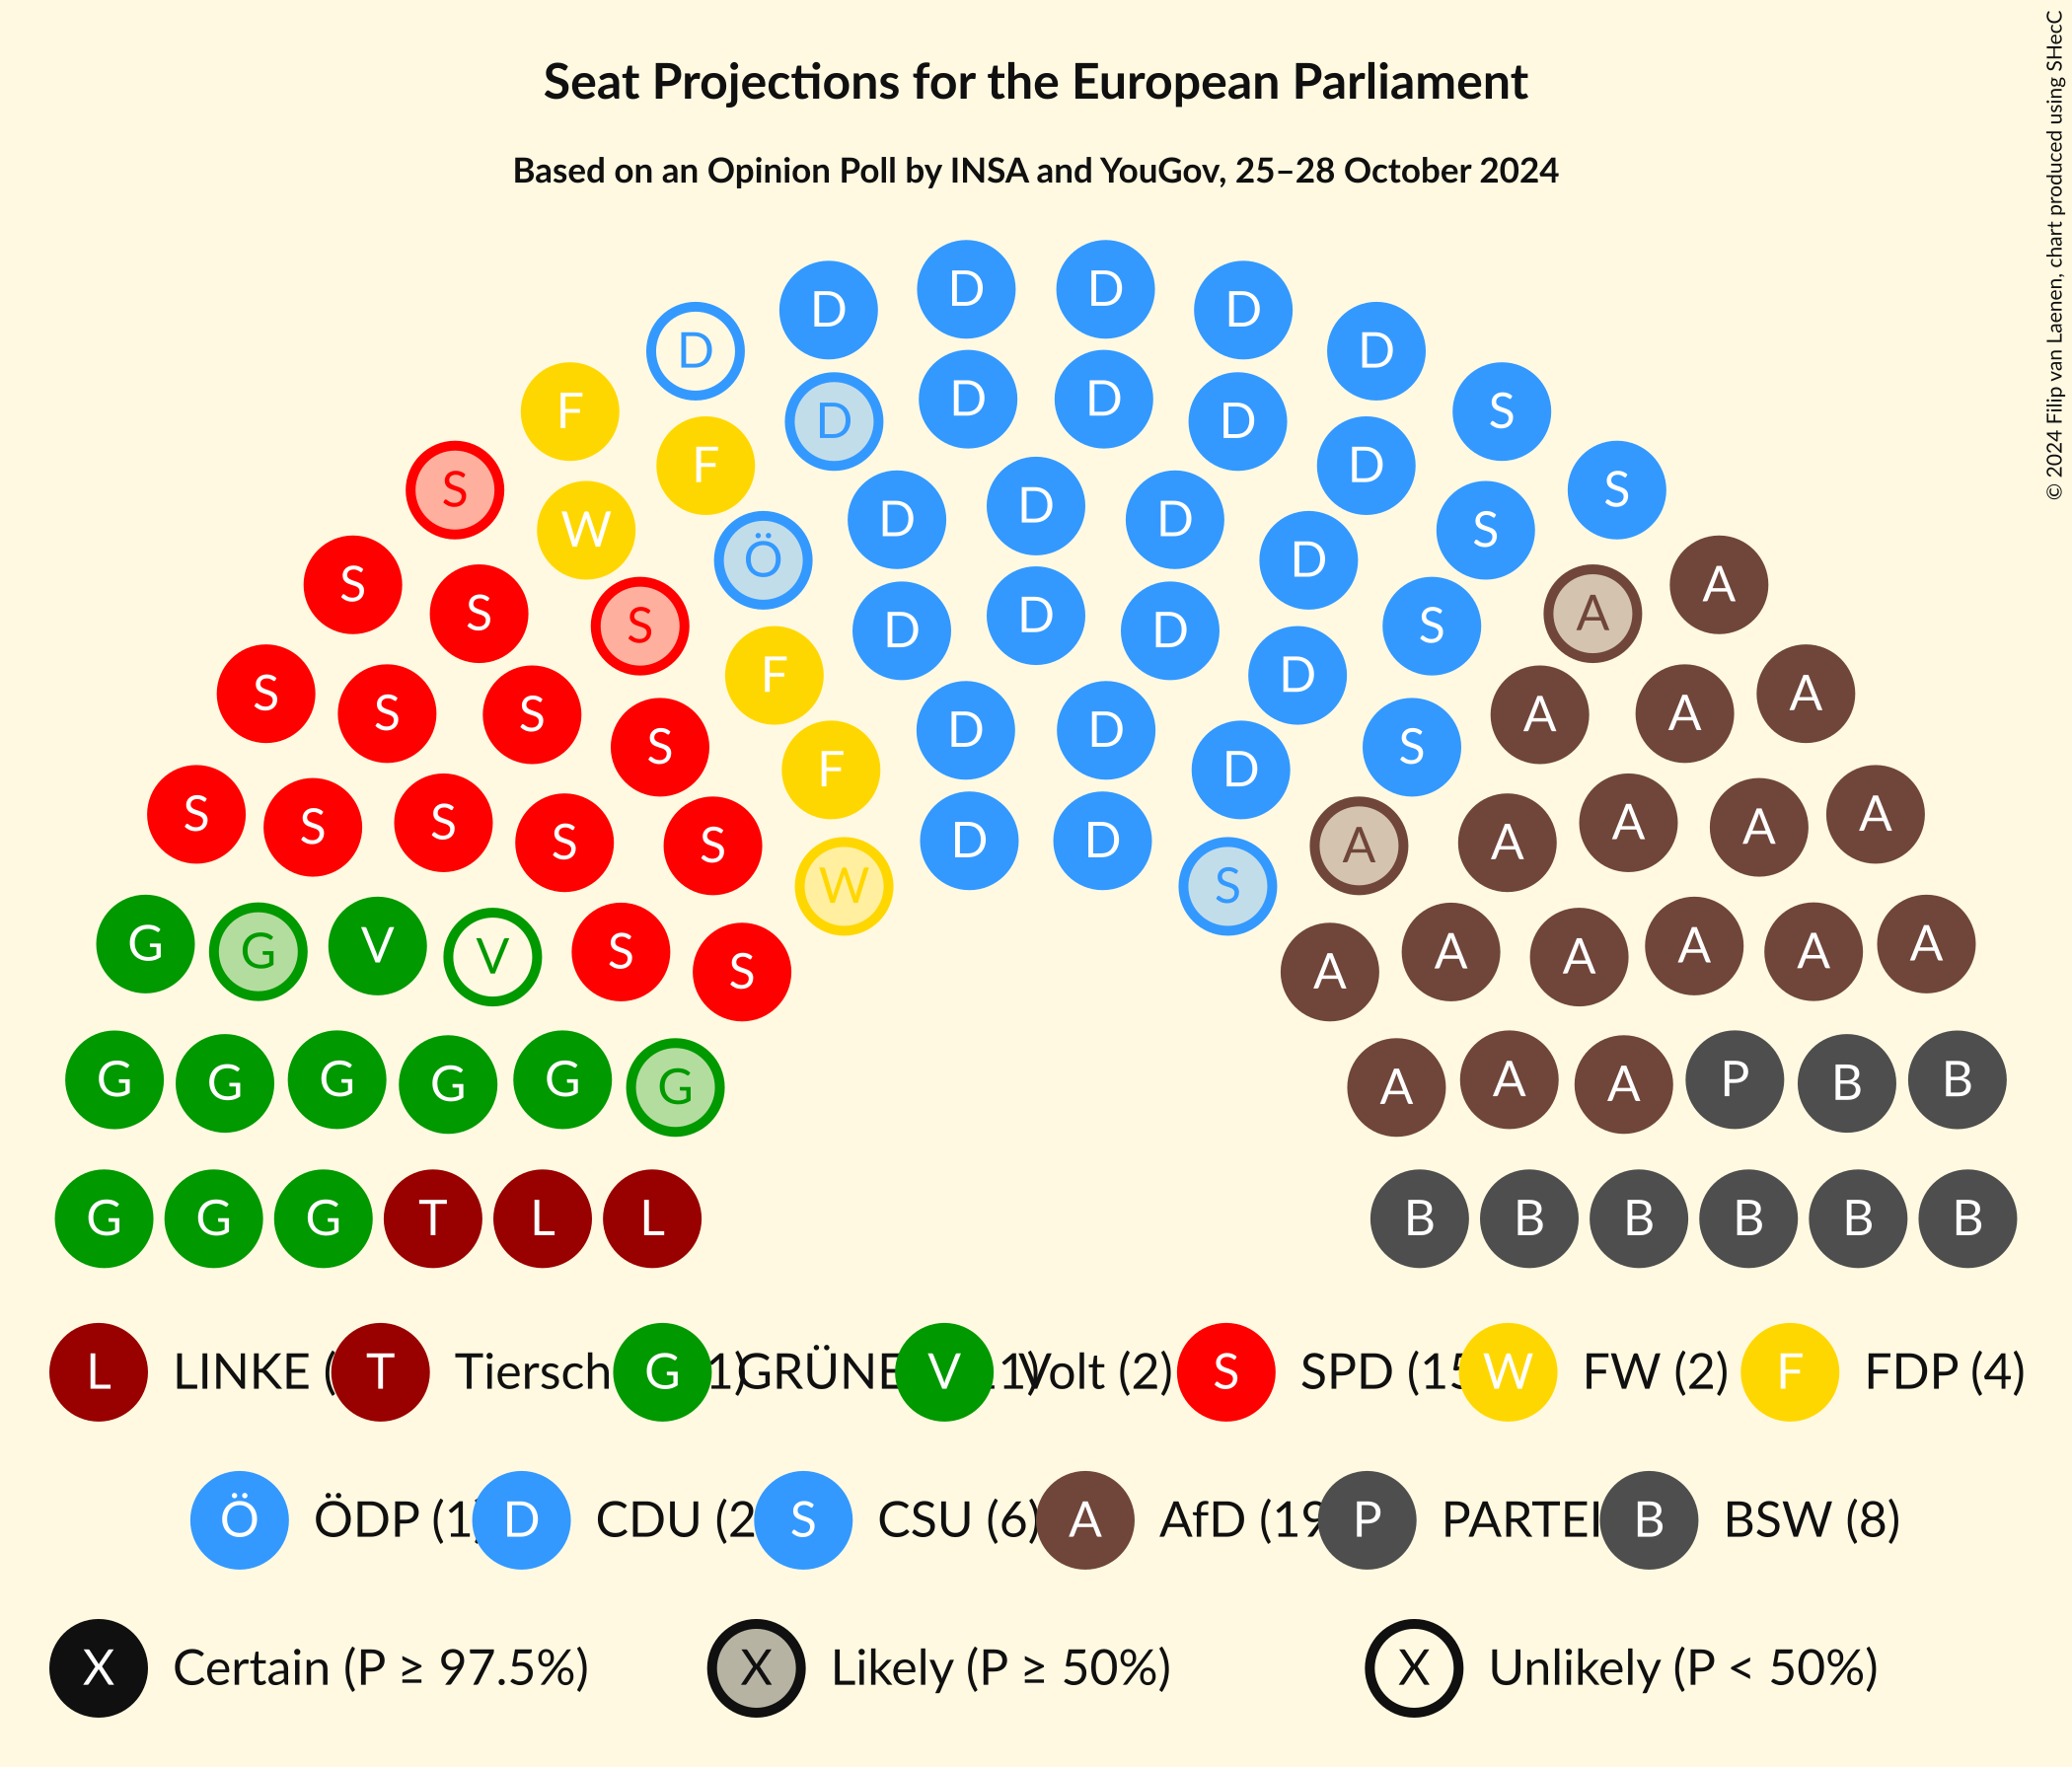 Seat Projections for the European Parliament
Based on an Opinion Poll by INSA and YouGov, 25–28 October 2024
© 2024 Filip van Laenen, chart produced using SHecC
D D
D D
D D
D D
F S
D D
F D
S S
D
D D
W S
Ö D
S A
S D A
S S
D D
F D
S A
S S A A
D D
S S
F D
S A
S A
S A
S D D A
S A
W S
G V A A
G S A A
V A
S A
G G G G G G A A A P B B
G G G T L L B B B B B B
L LINKE ( T Tiersch G 1) GRÜNE V 1) Volt (2) S SPD (15 W FW (2) F FDP (4)
Ö ÖDP (1) D CDU (2 S CSU (6) A AfD (19 P PARTEI B BSW (8)
X Certain (P ≥ 97.5%) X Likely (P ≥ 50%) X Unlikely (P < 50%)